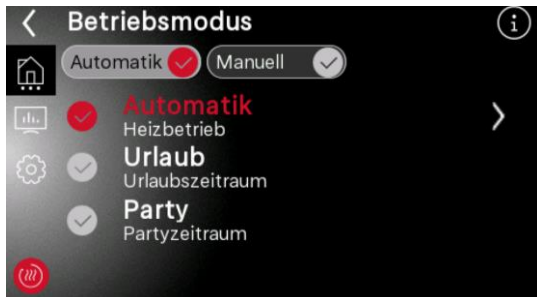 Betriebsmodus
Automatik Manuell
Automatik
Heizbetrieb
Urlaub
Urlaubszeitraum
Party
Partyzeitraum